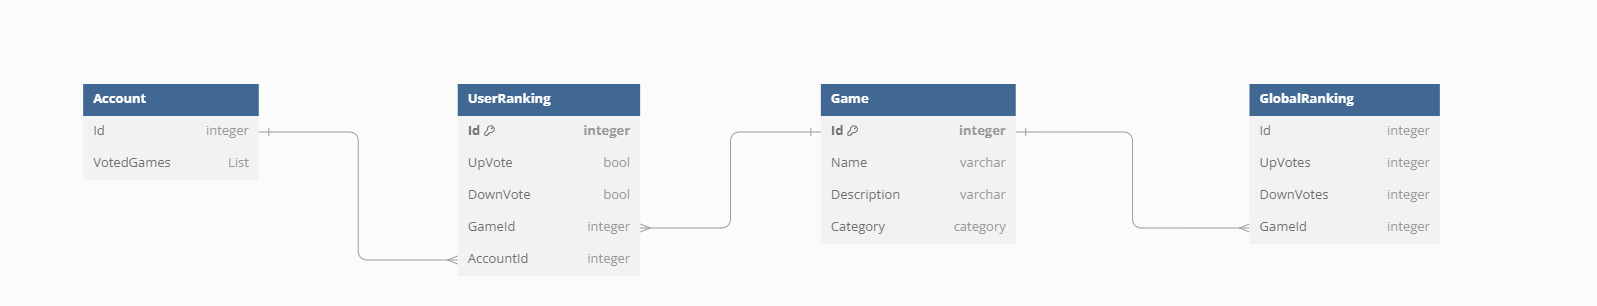 Account
Id integer
VotedGames List
UserRanking
Id integer
UpVote bool
DownVote bool
GameId integer
AccountId integer
Game
Id integer
Name varchar
Description varchar
Category category
GlobalRanking
Id integer
UpVotes integer
DownVotes integer
GameId integer